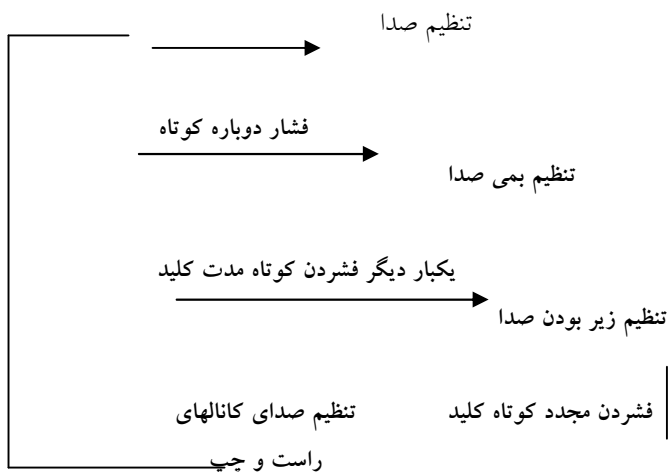 تنظیم صدا
فشار دوباره کوتاه
تنظیم بمی صدا
یکبار دیگر فشردن کوتاه مدت کلید
تنظیم زیر بودن صدا
فشردن مجدد کوتاه کلید
تنظیم صدای کانالهای
راست و چپ